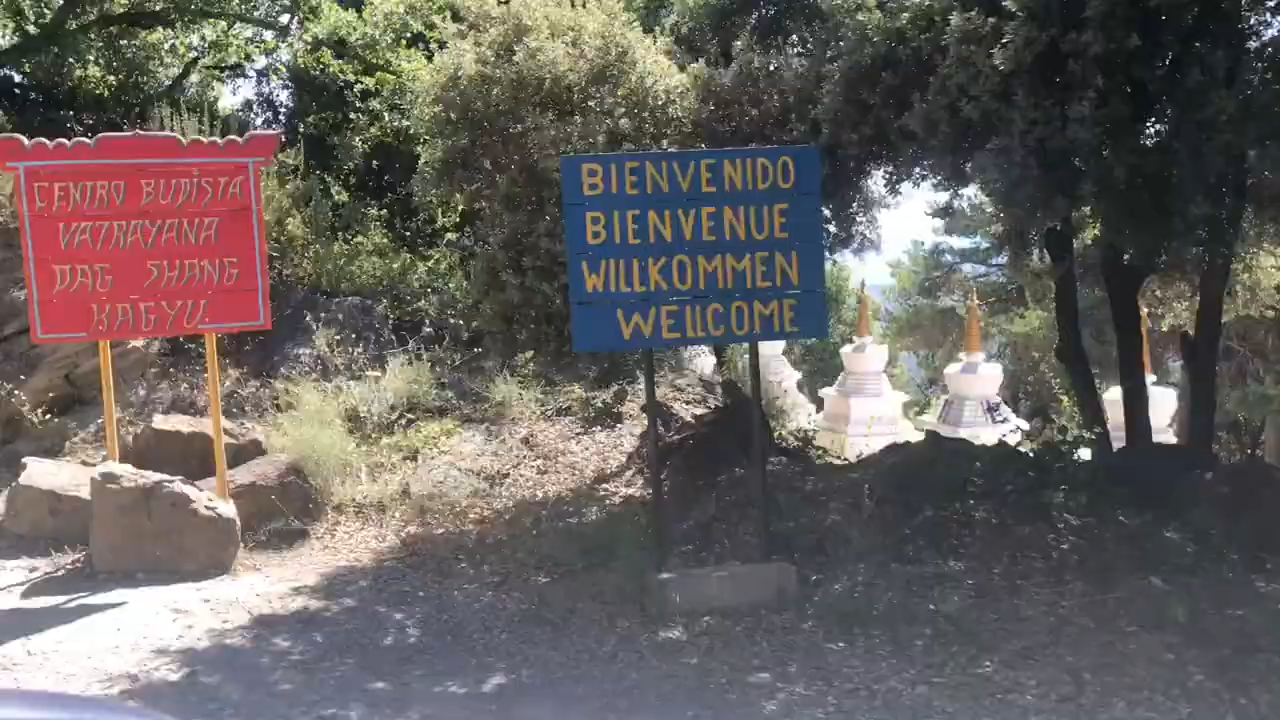 CENTRO BUDISTA
VAJRAYANA
DAG SHANG
KAGYU
BIENVENIDO
BIENVENUE
WILLKOMMEN
WELLCOME